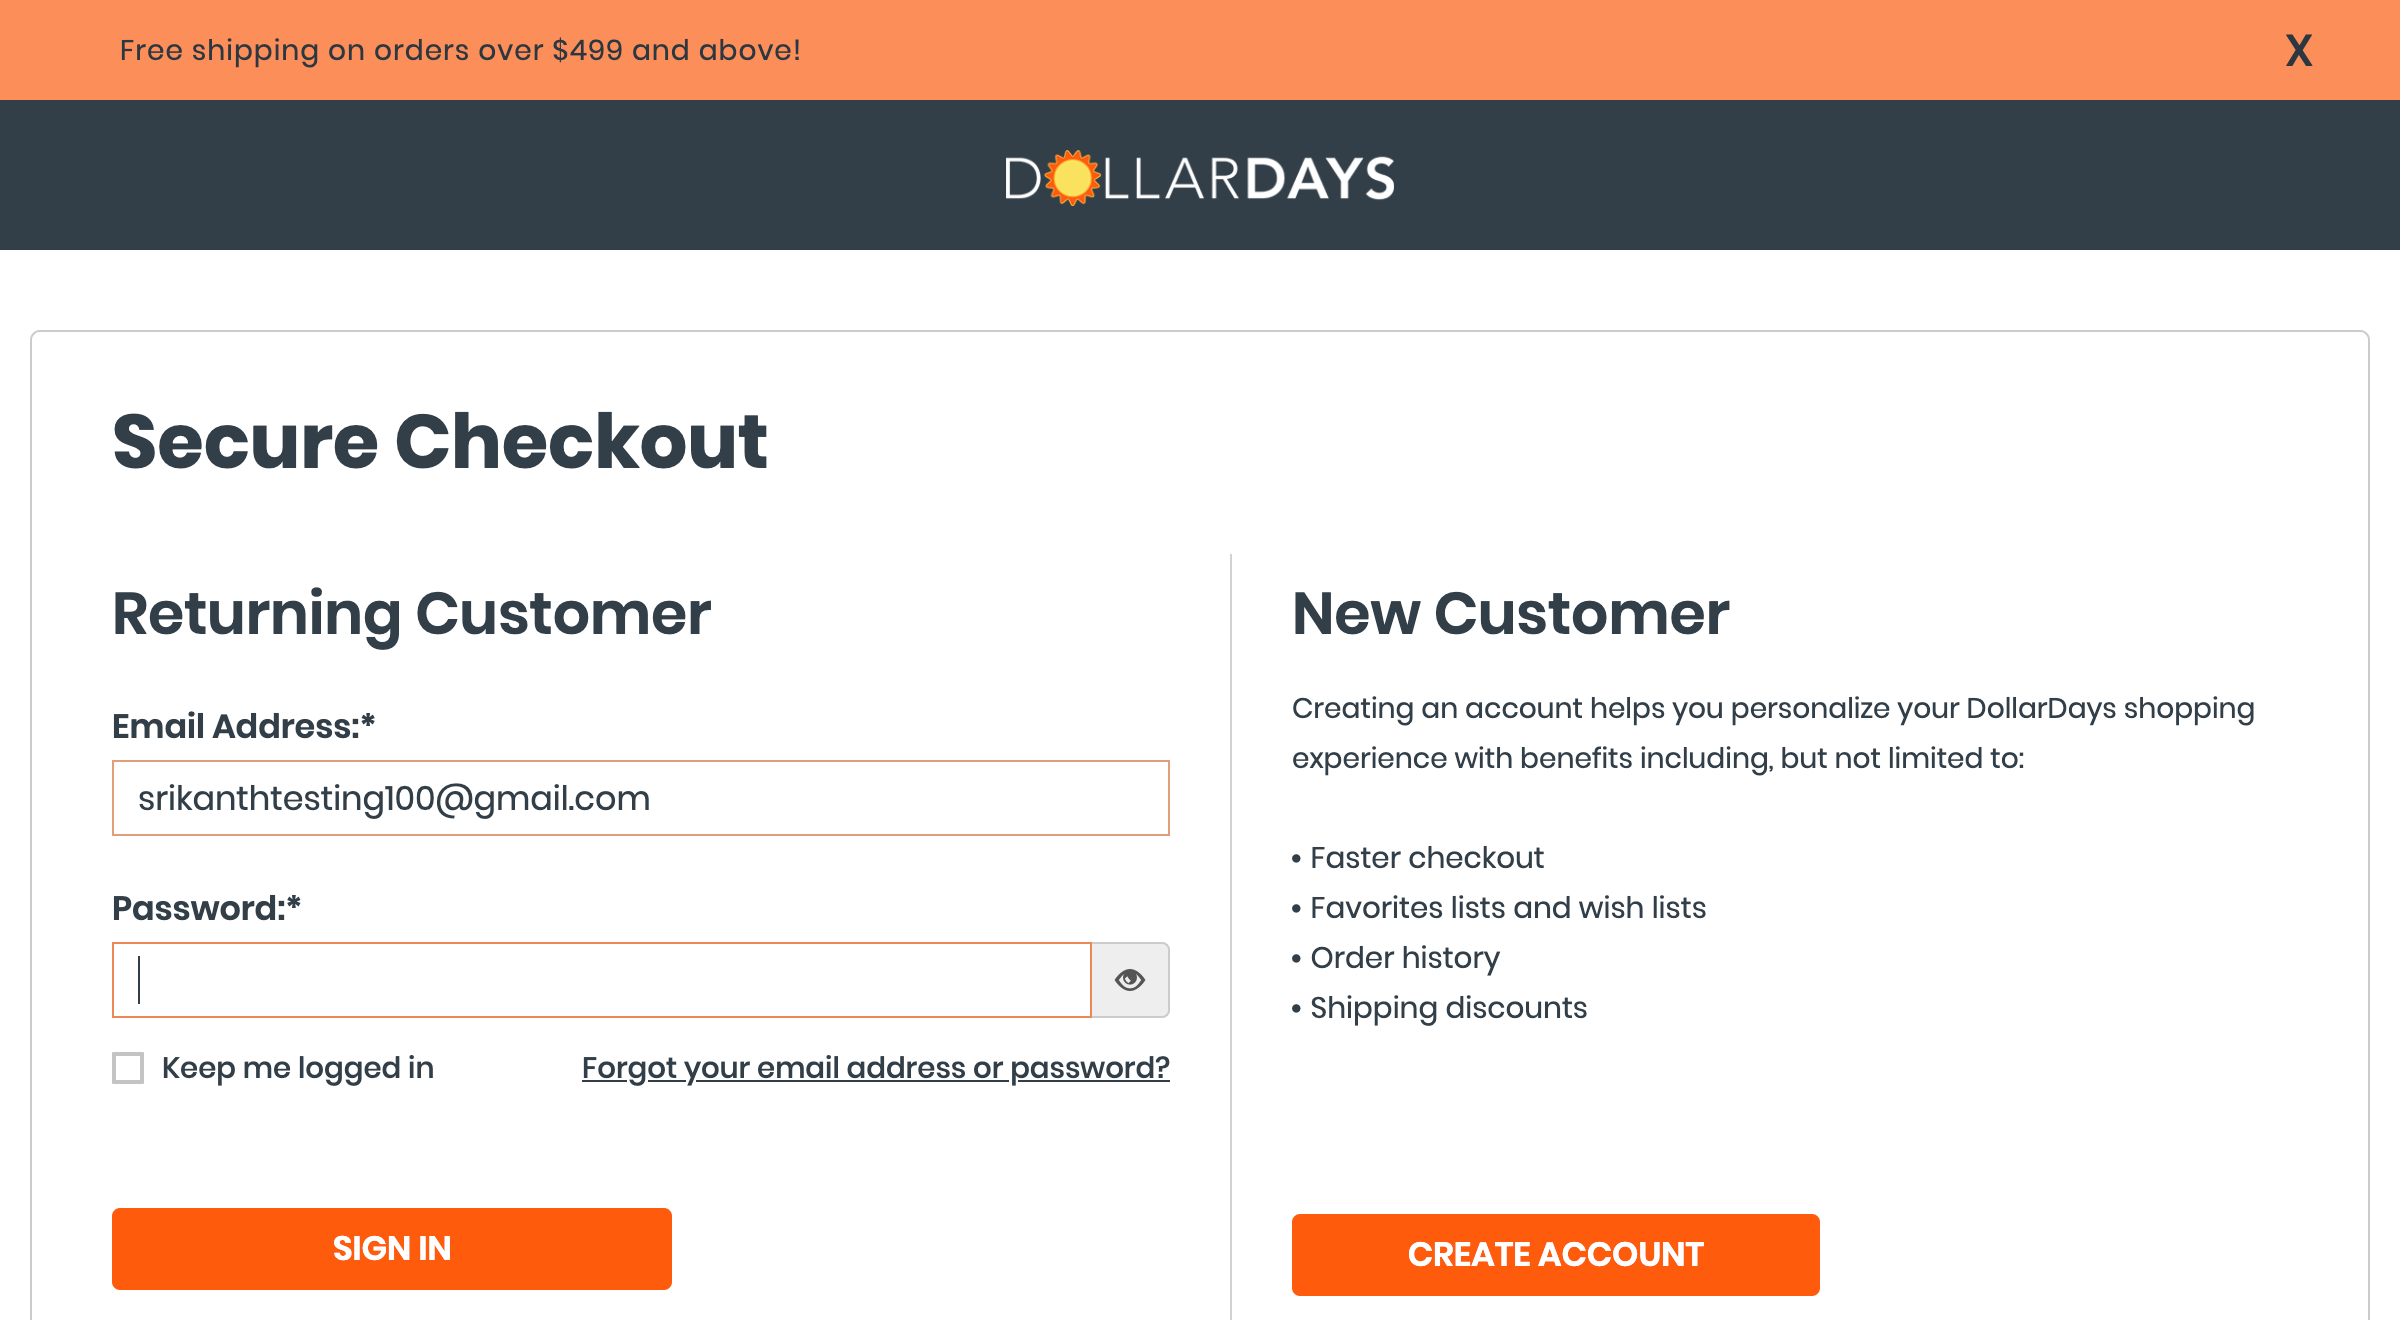 Free shipping on orders over $499 and above!
X
DOLLARDAYS
Secure Checkout
Returning Customer
Email Address:*
srikanthtesting100@gmail.com
Password:*
Keep me logged in
Forgot your email address or password?
SIGN IN
New Customer
Creating an account helps you personalize your DollarDays shopping
experience with benefits including, but not limited to:
• Faster checkout
• Favorites lists and wish lists
• Order history
• Shipping discounts
CREATE ACCOUNT